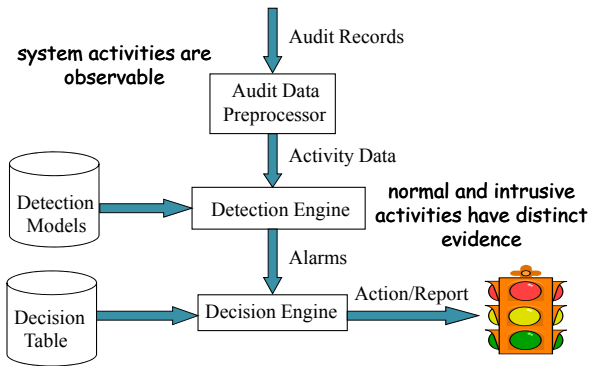 Audit Records
system activities are
observable
Audit Data
Preprocessor
Activity Data
Detection
Models
Detection Engine
normal and intrusive
activities have distinct
evidence
Alarms
Action/Report
Decision
Table
Decision Engine